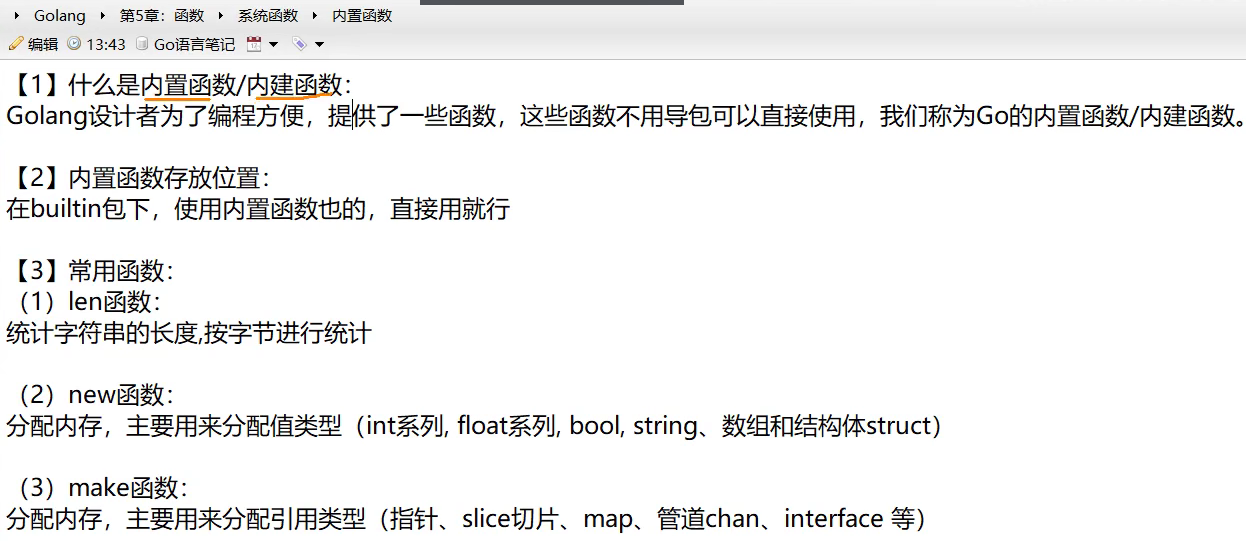 Golang 第5章：函数 系统函数 内置函数
编辑 13:43 Go语言笔记
【1】什么是内置函数/内建函数：
Golang设计者为了编程方便，提供了一些函数，这些函数不用导包可以直接使用，我们称为Go的内置函数/内建函数。
【2】内置函数存放位置：
在builtin包下，使用内置函数也的，直接用就行
【3】常用函数：
（1）len函数：
统计字符串的长度,按字节进行统计
（2）new函数：
分配内存，主要用来分配值类型（int系列, float系列, bool, string、数组和结构体struct）
（3）make函数：
分配内存，主要用来分配引用类型（指针、slice切片、map、管道chan、interface 等）